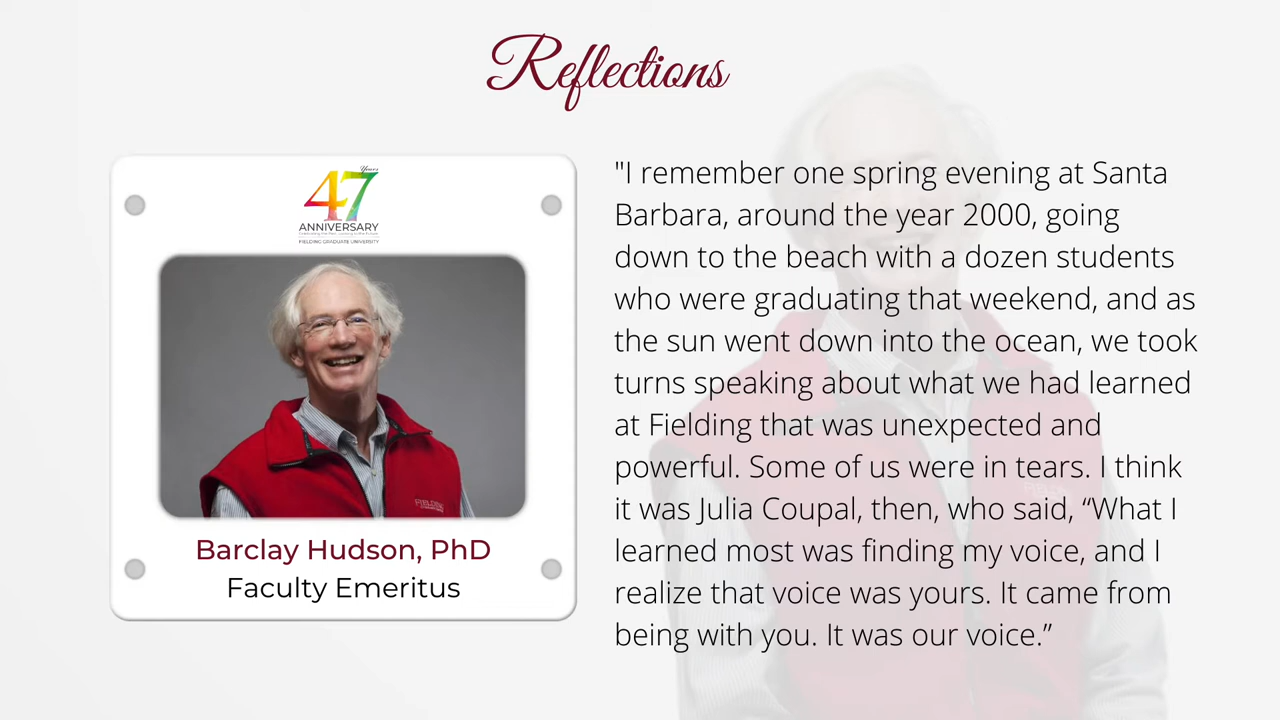 Reflections
Years
47
ANNIVERSARY
FIELDING GRADUATE UNIVERSITY
FIELDING
Barclay Hudson, PhD
Faculty Emeritus
"I remember one spring evening at Santa
Barbara, around the year 2000, going
down to the beach with a dozen students
who were graduating that weekend, and as
the sun went down into the ocean, we took
turns speaking about what we had learned
at Fielding that was unexpected and
powerful. Some of us were in tears. I think
it was Julia Coupal, then, who said, “What I
learned most was finding my voice, and I
realize that voice was yours. It came from
being with you. It was our voice.”